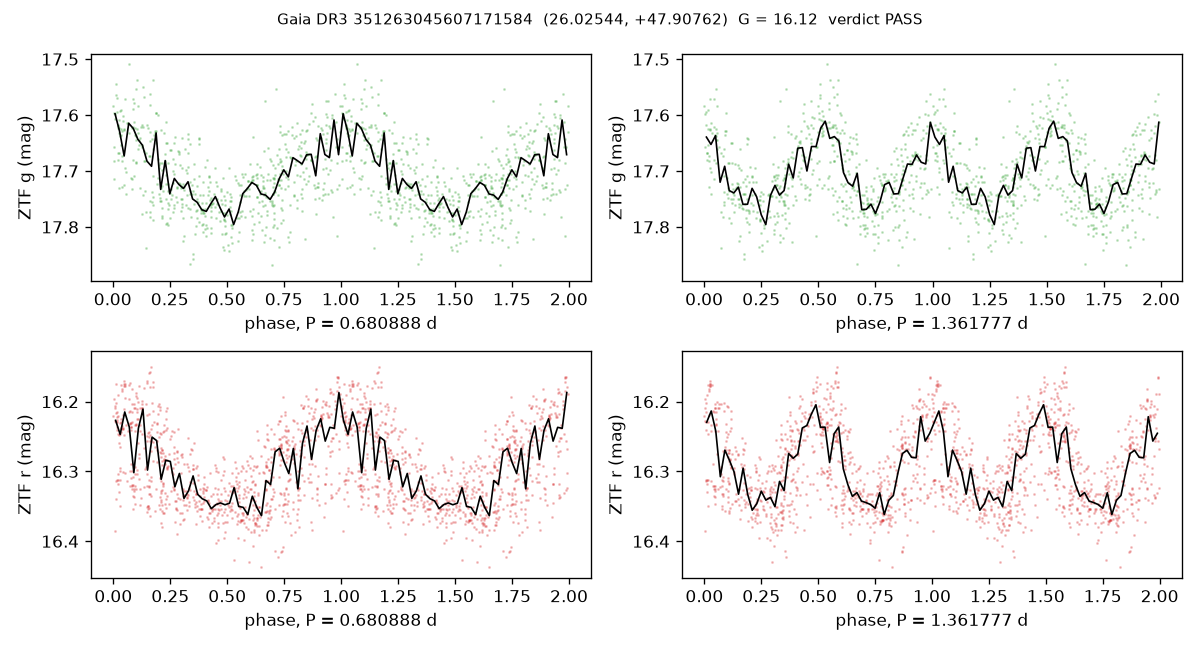 Gaia DR3 351263045607171584 (26.02544, +47.90762) G = 16.12 verdict PASS
ZTF g (mag)
17.5
17.6
17.7
17.8
0.00 0.25 0.50 0.75 1.00 1.25 1.50 1.75 2.00
phase, P = 0.680888 d
ZTF g (mag)
17.5
17.6
17.7
17.8
0.00 0.25 0.50 0.75 1.00 1.25 1.50 1.75 2.00
phase, P = 1.361777 d
ZTF r (mag)
16.2
16.3
16.4
0.00 0.25 0.50 0.75 1.00 1.25 1.50 1.75 2.00
phase, P = 0.680888 d
ZTF r (mag)
16.2
16.3
16.4
0.00 0.25 0.50 0.75 1.00 1.25 1.50 1.75 2.00
phase, P = 1.361777 d